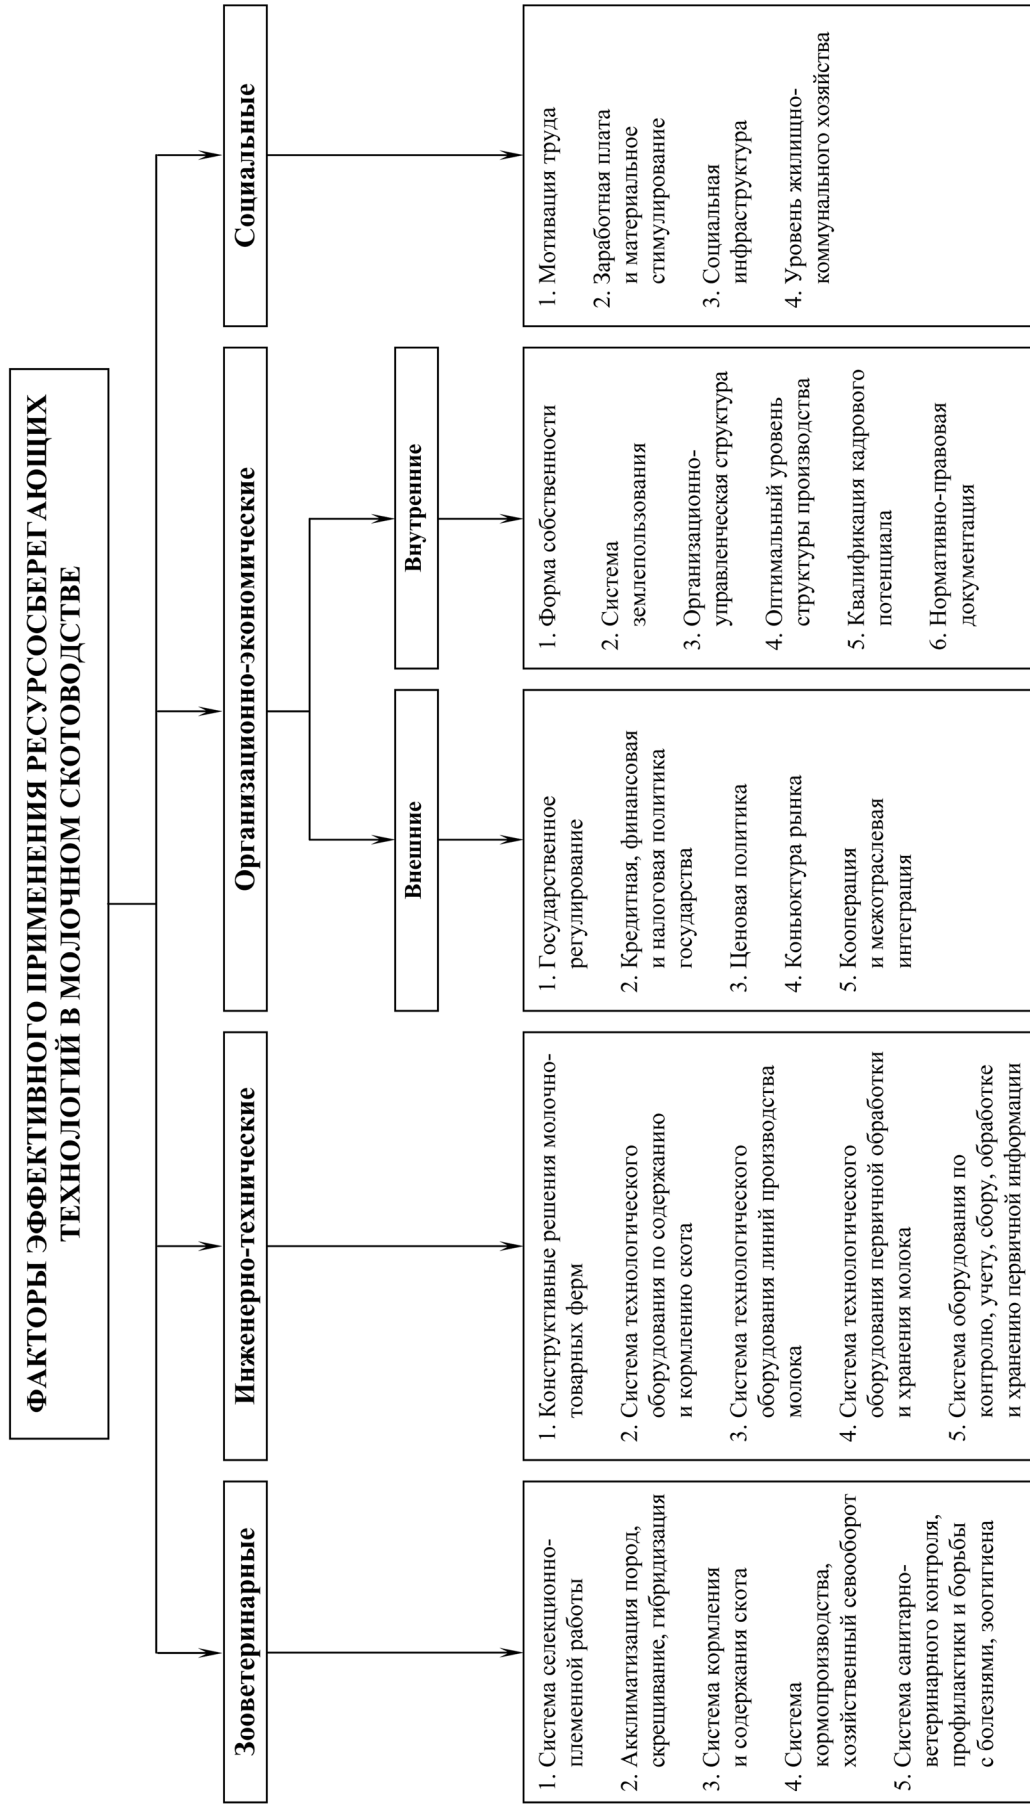 ФАКТОРЫ ЭФФЕКТИВНОГО ПРИМЕНЕНИЯ РЕСУРСОСБЕРЕГАЮЩИХ
ТЕХНОЛОГИЙ В МОЛОЧНОМ СКОТОВОДСТВЕ
Зооветеринарные
Инженерно-технические
Организационно-экономические
Социальные
Внешние
Внутренние
1. Система селекционно-
племенной работы
2. Акклиматизация пород,
скрещивание, гибридизация
3. Система кормления
и содержания скота
4. Система
кормопроизводства,
хозяйственный севооборот
5. Система санитарно-
ветеринарного контроля,
профилактики и борьбы
с болезнями, зоогигиена
1. Конструктивные решения молочно-
товарных ферм
2. Система технологического
оборудования по содержанию
и кормлению скота
3. Система технологического
оборудования линий производства
молока
4. Система технологического
оборудования первичной обработки
и хранения молока
5. Система оборудования по
контролю, учету, сбору, обработке
и хранению первичной информации
1. Государственное
регулирование
2. Кредитная, финансовая
и налоговая политика
государства
3. Ценовая политика
4. Коньюктура рынка
5. Кооперация
и межотраслевая
интеграция
1. Форма собственности
2. Система
землепользования
3. Организационно-
управленческая структура
4. Оптимальный уровень
структуры производства
5. Квалификация кадрового
потенциала
6. Нормативно-правовая
документация
1. Мотивация труда
2. Заработная плата
и материальное
стимулирование
3. Социальная
инфраструктура
4. Уровень жилищно-
коммунального хозяйства